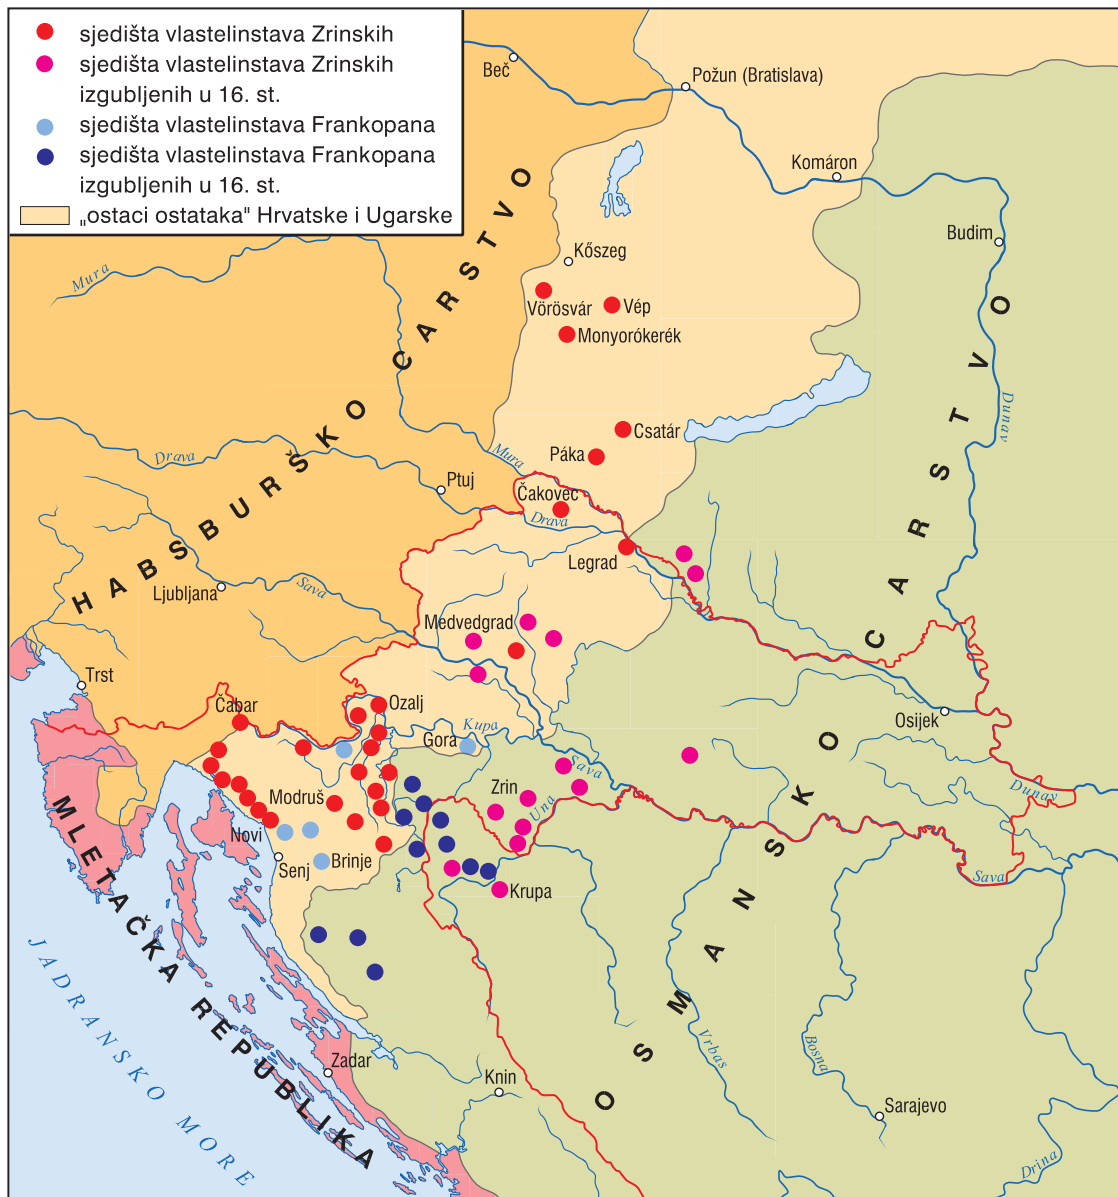 sjedišta vlastelinstava Zrinskih
sjedišta vlastelinstava Zrinskih
izgubljenih u 16. st.
sjedišta vlastelinstava Frankopana
sjedišta vlastelinstava Frankopana
izgubljenih u 16. st.
„ostaci ostataka" Hrvatske i Ugarske
Beč
Požun (Bratislava)
Komáron
Budim
Mura
Kőszeg
Vörösvár
Vép
Monyorókerék
HABSBURŠKO CARSTVO
Dunav
Csatár
Páka
Drava
Mura
Ptuj
Čakovec
Drava
Legrad
Ljubljana
Sava
Medvedgrad
Trst
Čabar
Ozalj
Kupa
Gora
Osijek
Sava
Dunav
Zrin
Una
Modruš
Novi
Senj
Brinje
Krupa
Sava
MLETAČKA REPUBLIKA
JADRANSKO MORE
OSMANSKO CARSTVO
Vrbas
Bosna
Zadar
Knin
Sarajevo
Drina